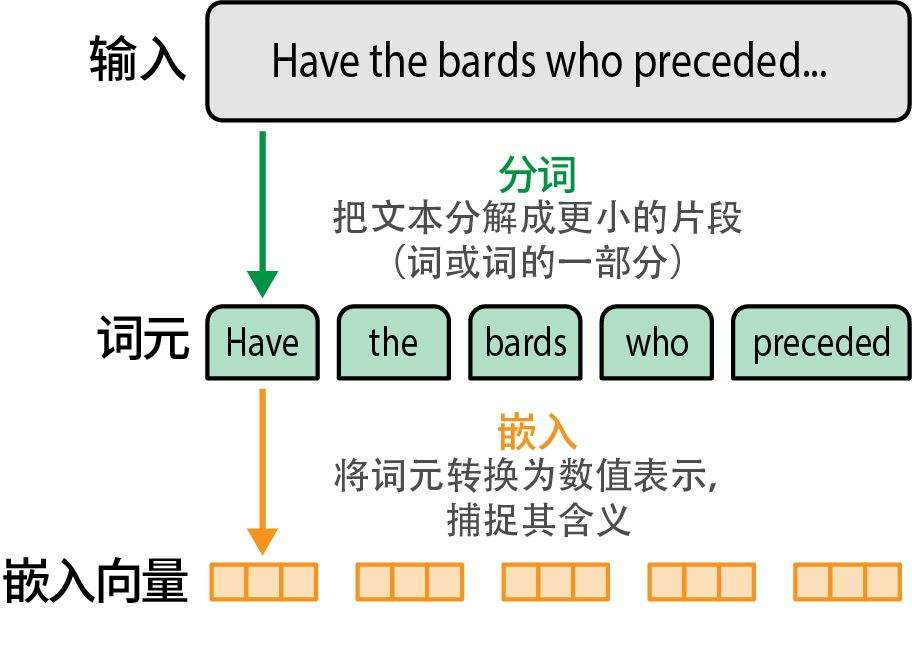 输入
Have the bards who preceded...
分词
把文本分解成更小的片段
（词或词的一部分）
词元
Have the bards who preceded
嵌入
将词元转换为数值表示,
捕捉其含义
嵌入向量